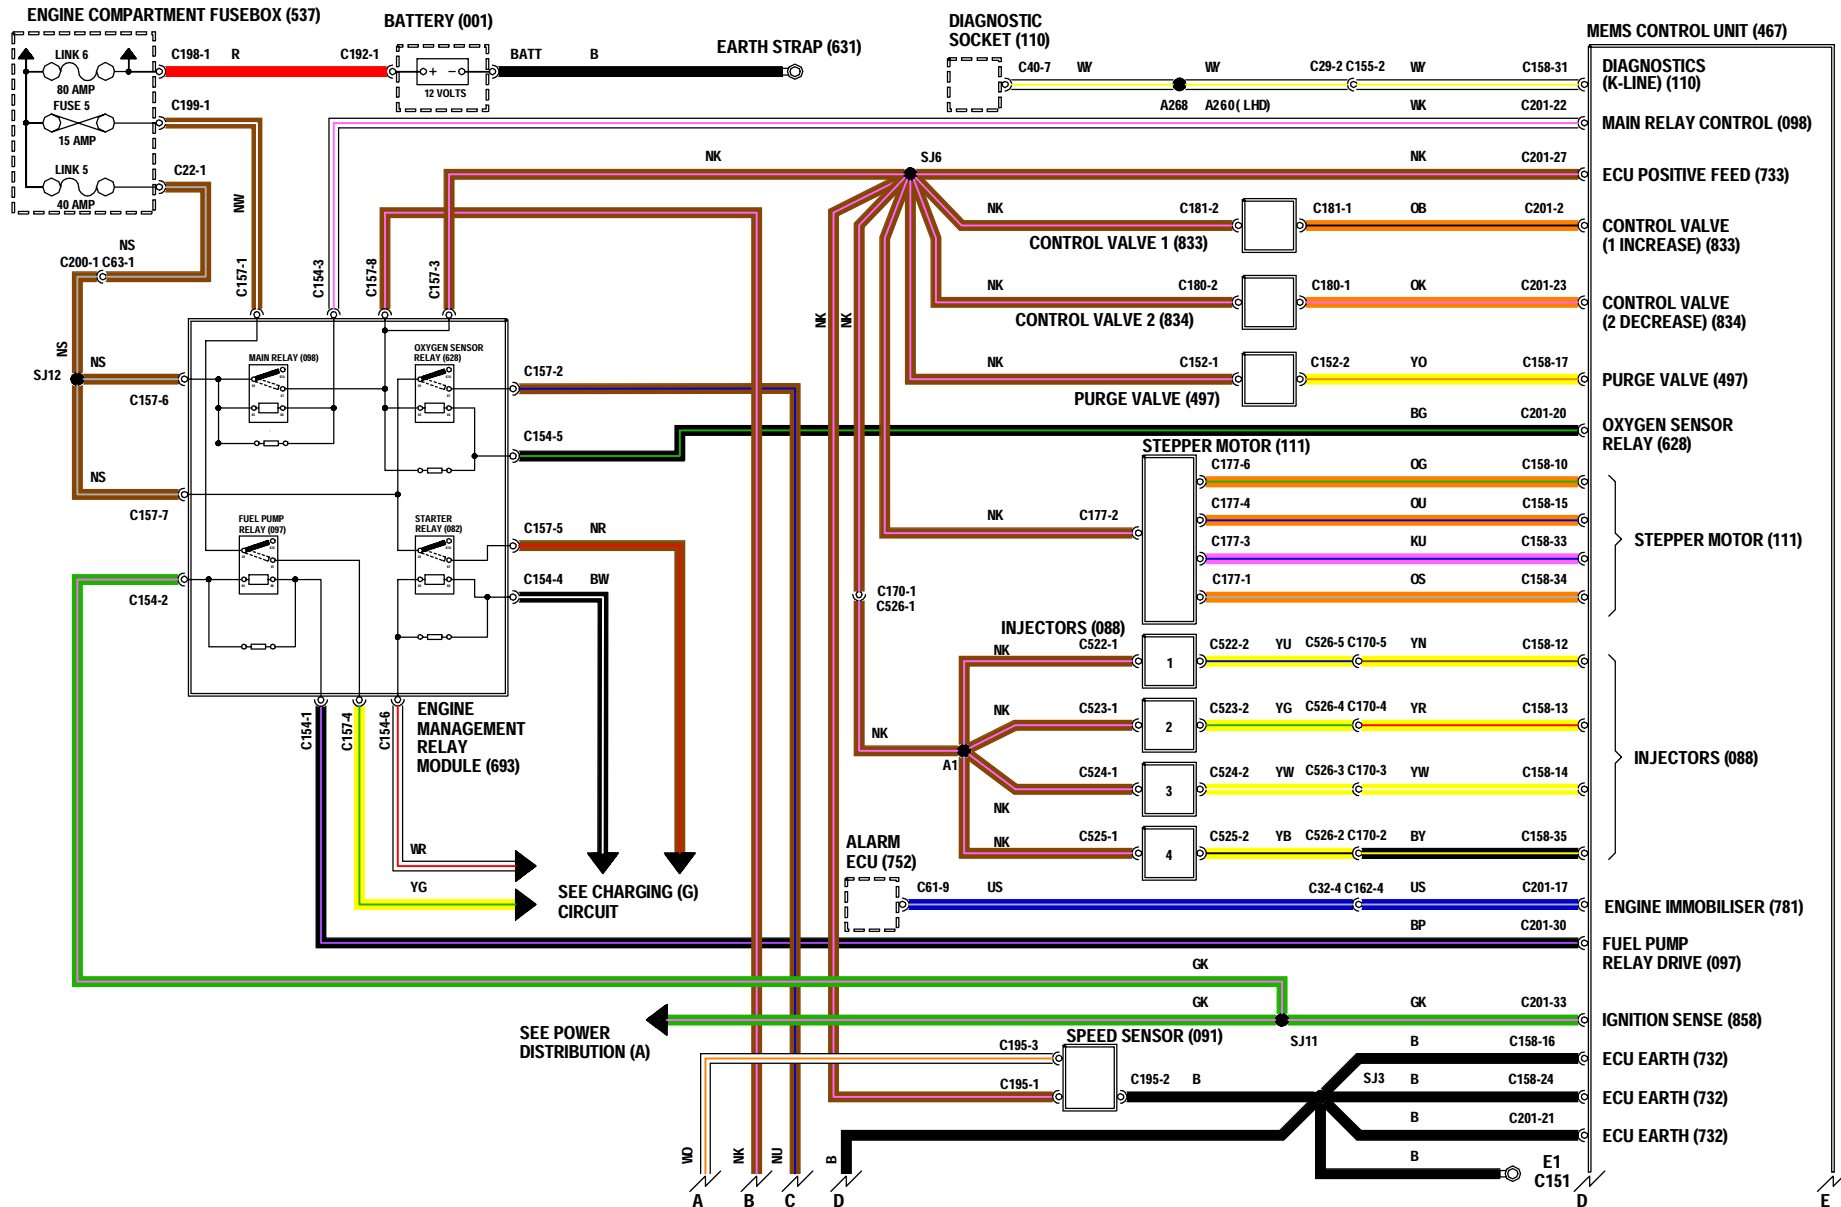 ENGINE COMPARTMENT FUSEBOX (537)
LINK 6
80 AMP
FUSE 5
15 AMP
LINK 5
40 AMP
C198-1 R C192-1
C199-1
C22-1
BATTERY (001)
12 VOLTS
BATT B
EARTH STRAP (631)
DIAGNOSTIC
SOCKET (110)
C40-7 WY WY C29-2 C155-2 WY C158-31
A268 A260( LHD)
MEMS CONTROL UNIT (467)
DIAGNOSTICS
(K-LINE) (110)
WK C201-22
MAIN RELAY CONTROL (098)
NK SJ6 NK C201-27
ECU POSITIVE FEED (733)
NK C181-2 C181-1 OB C201-2
CONTROL VALVE 1 (833)
CONTROL VALVE
(1 INCREASE) (833)
NK C180-2 C180-1 OK C201-23
CONTROL VALVE 2 (834)
CONTROL VALVE
(2 DECREASE) (834)
NK C152-1 C152-2 YO C158-17
PURGE VALVE (497)
PURGE VALVE (497)
BG C201-20
OXYGEN SENSOR
RELAY (628)
NW
NS
C200-1 C63-1
C157-1
C154-3
C157-8
C157-3
NS
SJ12
NS
C157-6
NS
C157-7
MAIN RELAY (098)
OXYGEN SENSOR
RELAY (628)
FUEL PUMP
RELAY (097)
STARTER
RELAY (082)
C157-2
C154-5
C157-5 NR
C154-4 BW
C154-2
C154-1
C157-4
C154-6
ENGINE
MANAGEMENT
RELAY
MODULE (693)
WR
YG
SEE CHARGING (G)
CIRCUIT
NK
NK
STEPPER MOTOR (111)
NK C177-2
C177-6 OG C158-10
C177-4 OU C158-15
C177-3 KU C158-33
C177-1 OS C158-34
STEPPER MOTOR (111)
C170-1
C526-1
INJECTORS (088)
NK C522-1 1 C522-2 YU C526-5 C170-5 YN C158-12
NK C523-1 2 C523-2 YG C526-4 C170-4 YR C158-13
NK
A1
C524-1 3 C524-2 YW C526-3 C170-3 YW C158-14
NK
NK C525-1 4 C525-2 YB C526-2 C170-2 BY C158-35
INJECTORS (088)
ALARM
ECU (752)
C61-9 US C32-4 C162-4 US C201-17
ENGINE IMMOBILISER (781)
BP C201-30
FUEL PUMP
RELAY DRIVE (097)
GK
GK GK C201-33
IGNITION SENSE (858)
SEE POWER
DISTRIBUTION (A)
SJ11
SPEED SENSOR (091)
C195-3
C195-1
C195-2 B
B C158-16
ECU EARTH (732)
SJ3 B C158-24
ECU EARTH (732)
B C201-21
ECU EARTH (732)
B
E1
C151
WO
NK
NU
B
A B C D D E